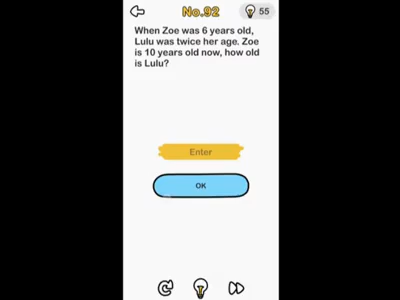 No.92
55
When Zoe was 6 years old,
Lulu was twice her age. Zoe
is 10 years old now, how old
is Lulu?
Enter
OK